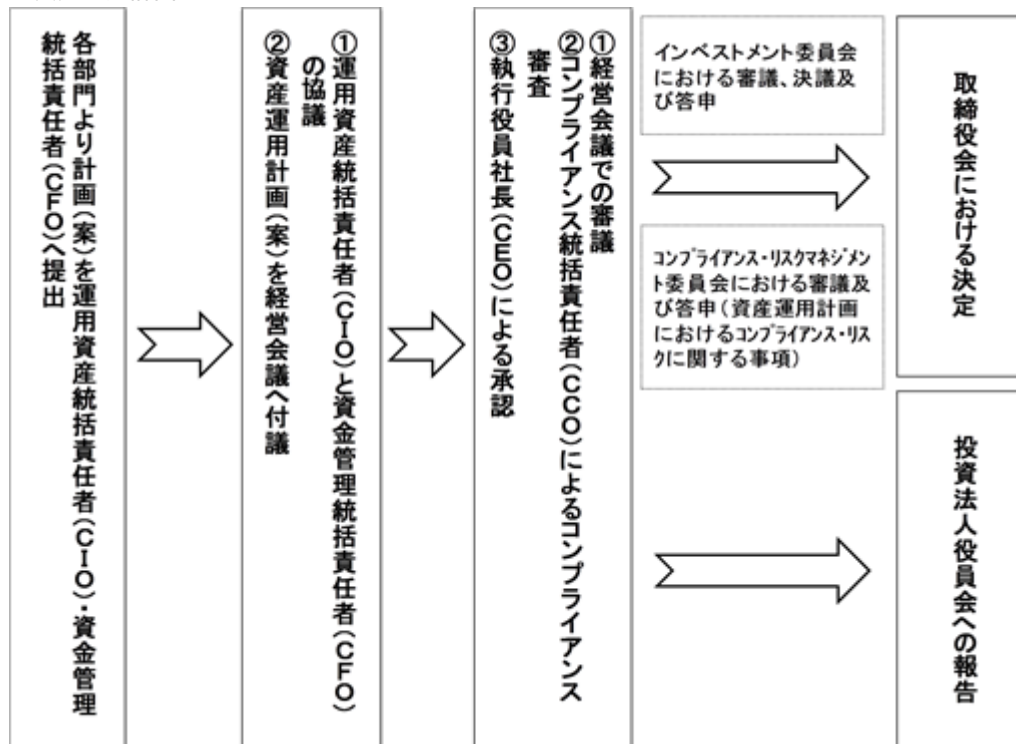 各部門より計画(案)を運用資産統括責任者(CIO)・資金管理
統括責任者(CFO)へ提出
①運用資産統括責任者(CIO)と資金管理統括責任者(CFO)
の協議
②資産運用計画(案)を経営会議へ付議
①経営会議での審議
②コンプライアンス統括責任者(CCO)によるコンプライアンス
審査
③執行役員社長(CEO)による承認
インベストメント委員会
における審議、決議及
び答申
コンプライアンス・リスクマネジメン
ト委員会における審議及
び答申(資産運用計画
におけるコンプライアンス・リス
クに関する事項)
取締役会における決定
投資法人役員会への報告